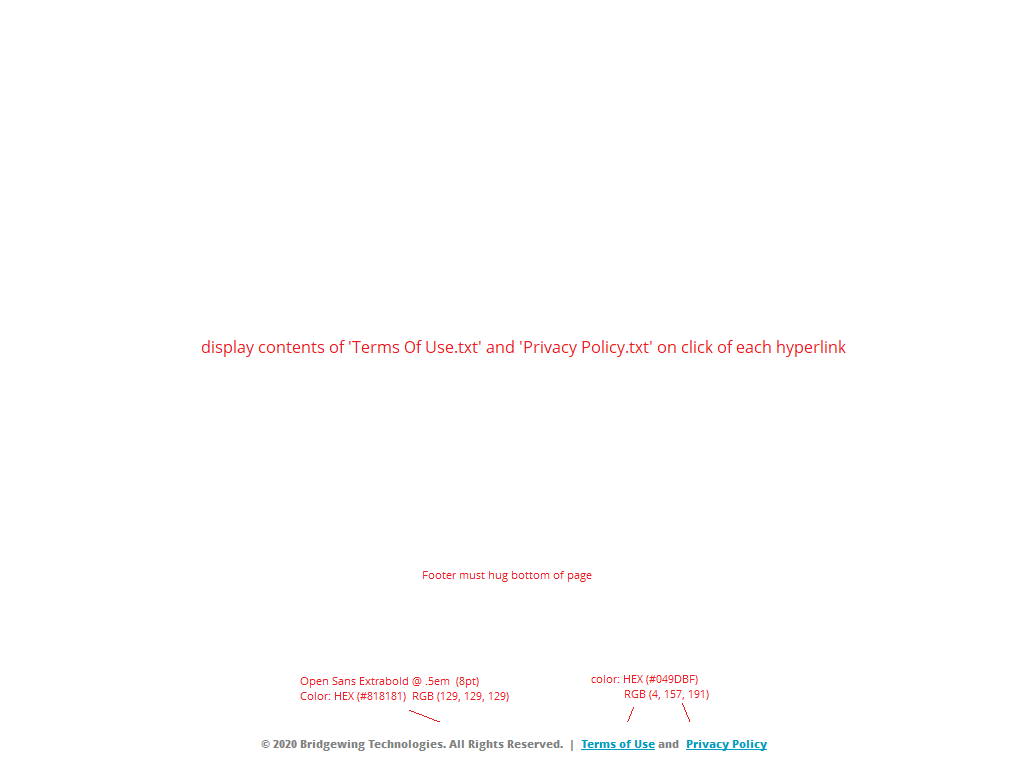 display contents of 'Terms Of Use.txt' and 'Privacy Policy.txt' on click of each hyperlink
Footer must hug bottom of page
Open Sans Extrabold @ .5em (8pt)
Color: HEX (#818181) RGB (129, 129, 129)
color: HEX (#049DBF)
RGB (4, 157, 191)
© 2020 Bridgewing Technologies. All Rights Reserved. | Terms of Use and Privacy Policy